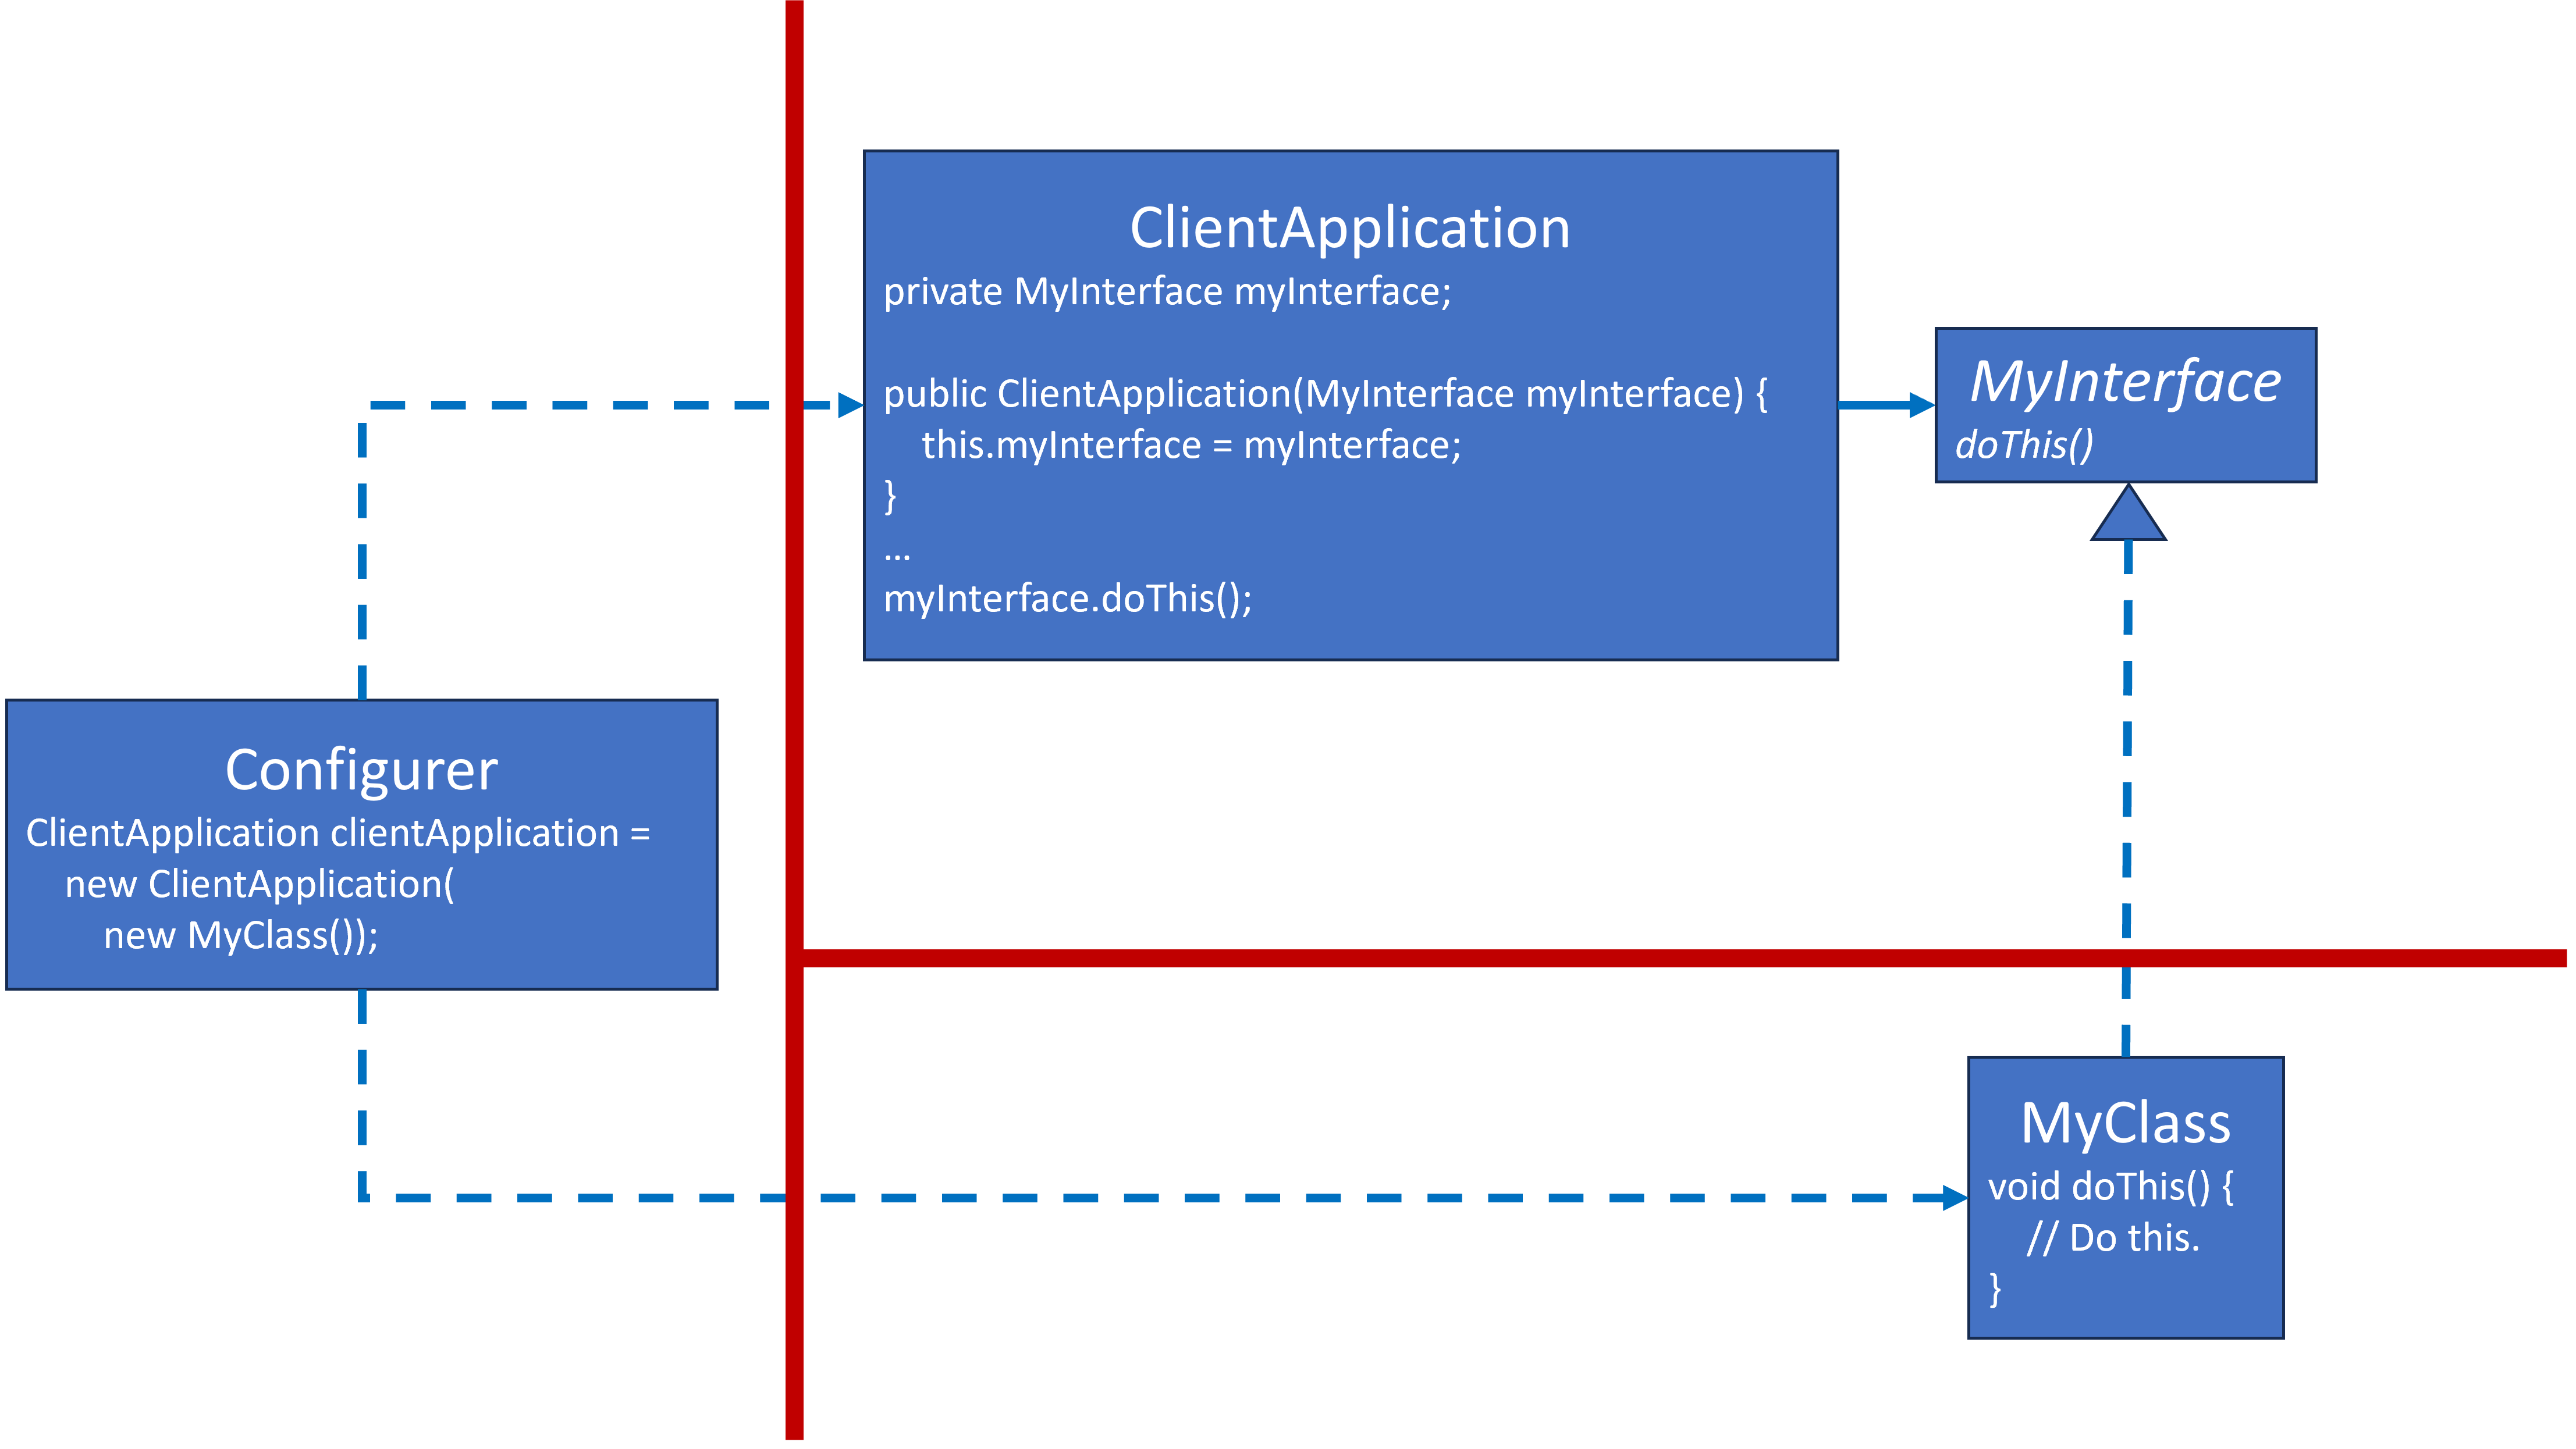 ClientApplication
private MyInterface myInterface;
public ClientApplication(MyInterface myInterface) {
this.myInterface = myInterface;
}
...
myInterface.doThis();
MyInterface
doThis()
Configurer
ClientApplication clientApplication =
new ClientApplication(
new MyClass());
MyClass
void doThis() {
// Do this.
}